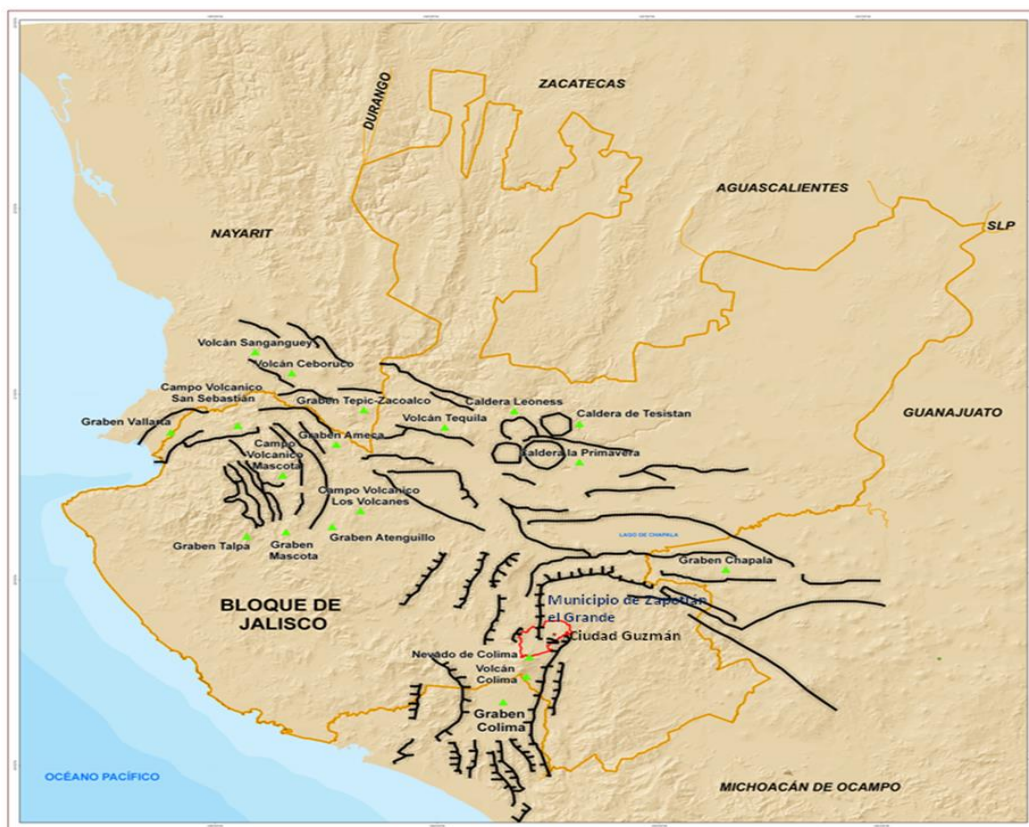 ZACATECAS
DURANGO
AGUASCALIENTES
SLP
NAYARIT
Volcán Sanganguey
Volcán Ceboruco
Campo Volcanico
San Sebastián
Graben Tepic-Zacoalco
Caldera Leoness
Graben Vallarta
Volcán Tequila
Caldera de Tesistan
GUANAJUATO
Graben Ameca
Campo
Volcanico
Mascota
Caldera la Primavera
Campo Volcanico
Los Volcanes
Graben Talpa
Graben
Mascota
Graben Atenguillo
LAGO DE CHAPALA
Graben Chapala
BLOQUE DE
JALISCO
Municipio de Zapotlán
el Grande
Ciudad Guzmán
Nevado de Colima
Volcán
Colima
Graben
Colima
OCÉANO PACÍFICO
MICHOACÁN DE OCAMPO